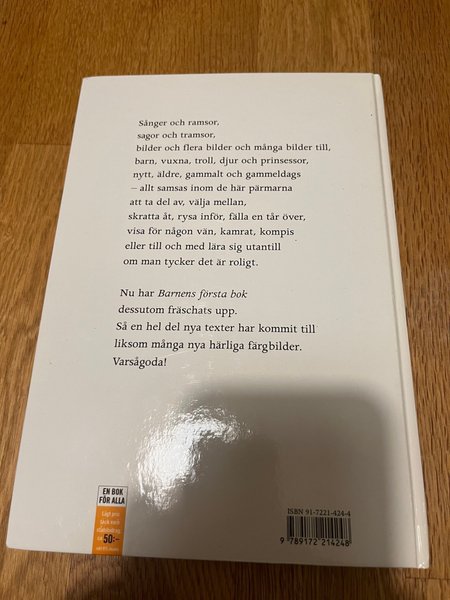 Sånger och ramsor,
sagor och tramsor,
bilder och flera bilder och många bilder till,
barn, vuxna, troll, djur och prinsessor,
nytt, äldre, gammalt och gammeldags
– allt samsas inom de här pärmarna
att ta del av, välja mellan,
skratta åt, rysa inför, fälla en tår över,
visa för någon vän, kamrat, kompis
eller till och med lära sig utantill
om man tycker det är roligt.
Nu har Barnens första bok
dessutom fräschats upp.
Så en hel del nya texter har kommit till
liksom många nya härliga färgbilder.
Varsågoda!
EN BOK
FÖR ALLA
Lågt pris
tack vare
50:–
ISBN 91-7221-424-4
9 789172 214248